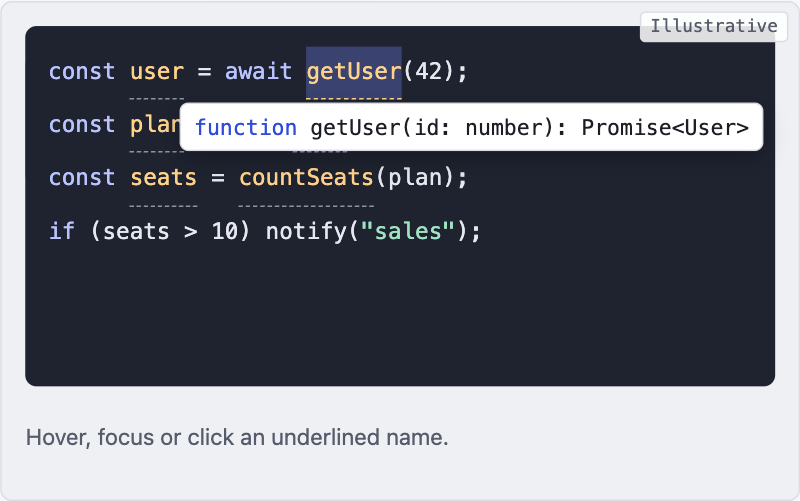 Illustrative
const user = await getUser(42);
const plan
function getUser(id: number): Promise<User>
const seats = countSeats(plan);
if (seats > 10) notify("sales");
Hover, focus or click an underlined name.